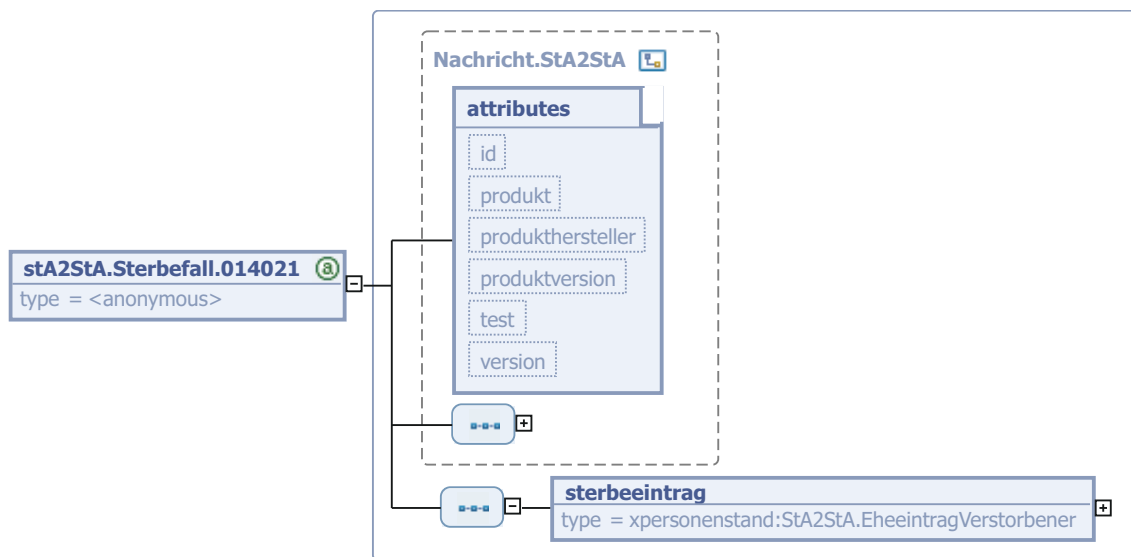 Nachricht.StA2StA
attributes
id
produkt
produkthersteller
produktversion
test
version
stA2StA.Sterbefall.014021 a
type = <anonymous>
sterbeeintrag
type = xpersonenstand:StA2StA.EheeintragVerstorbener